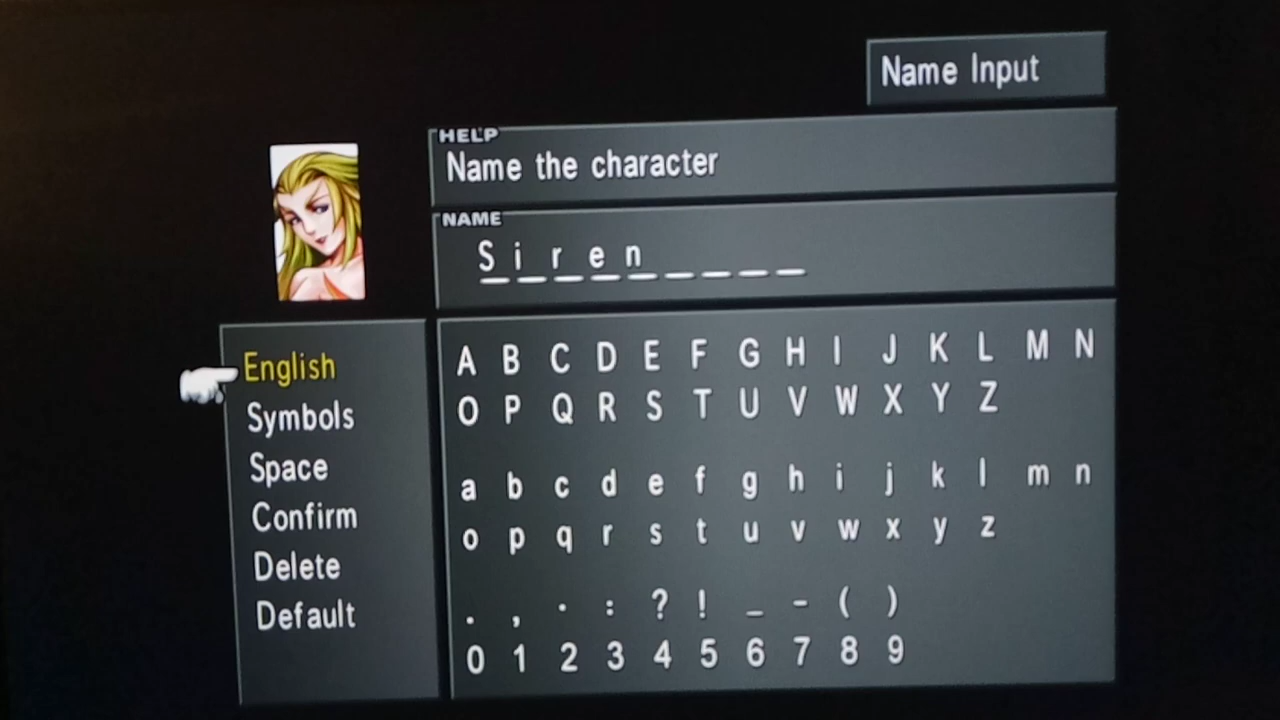 Name Input
HELP
Name the character
NAME
Siren____
English
Symbols
Space
Confirm
Delete
Default
A B C D E F G H I J K L M N
O P Q R S T U V W X Y Z
a b c d e f g h i j k l m n
o p q r s t u v w x y z
. , · : ? ! _ - ( )
0 1 2 3 4 5 6 7 8 9